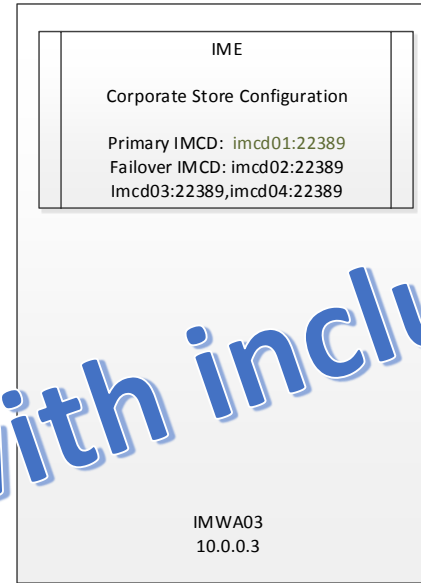 IME
Corporate Store Configuration
Primary IMCD: imcd01:22389
Failover IMCD: imcd02:22389
Imcd03:22389,imcd04:22389
with inclu
IMWA03
10.0.0.3